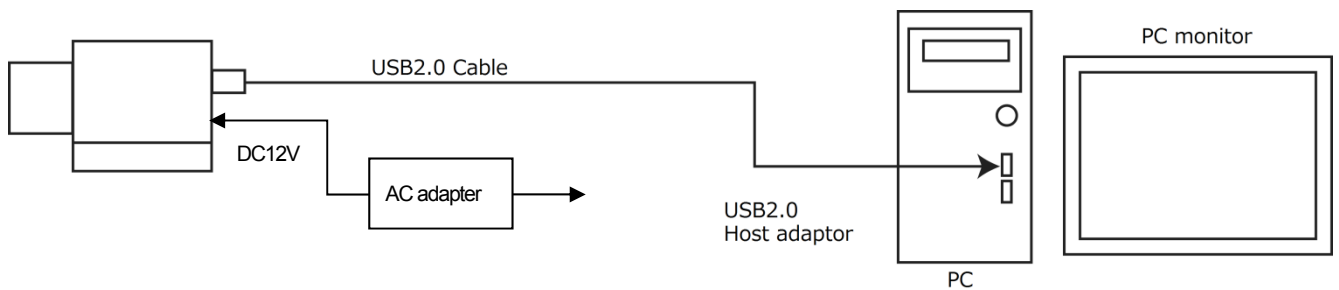 PC monitor
USB2.0 Cable
DC12V
AC adapter
USB2.0
Host adaptor
PC